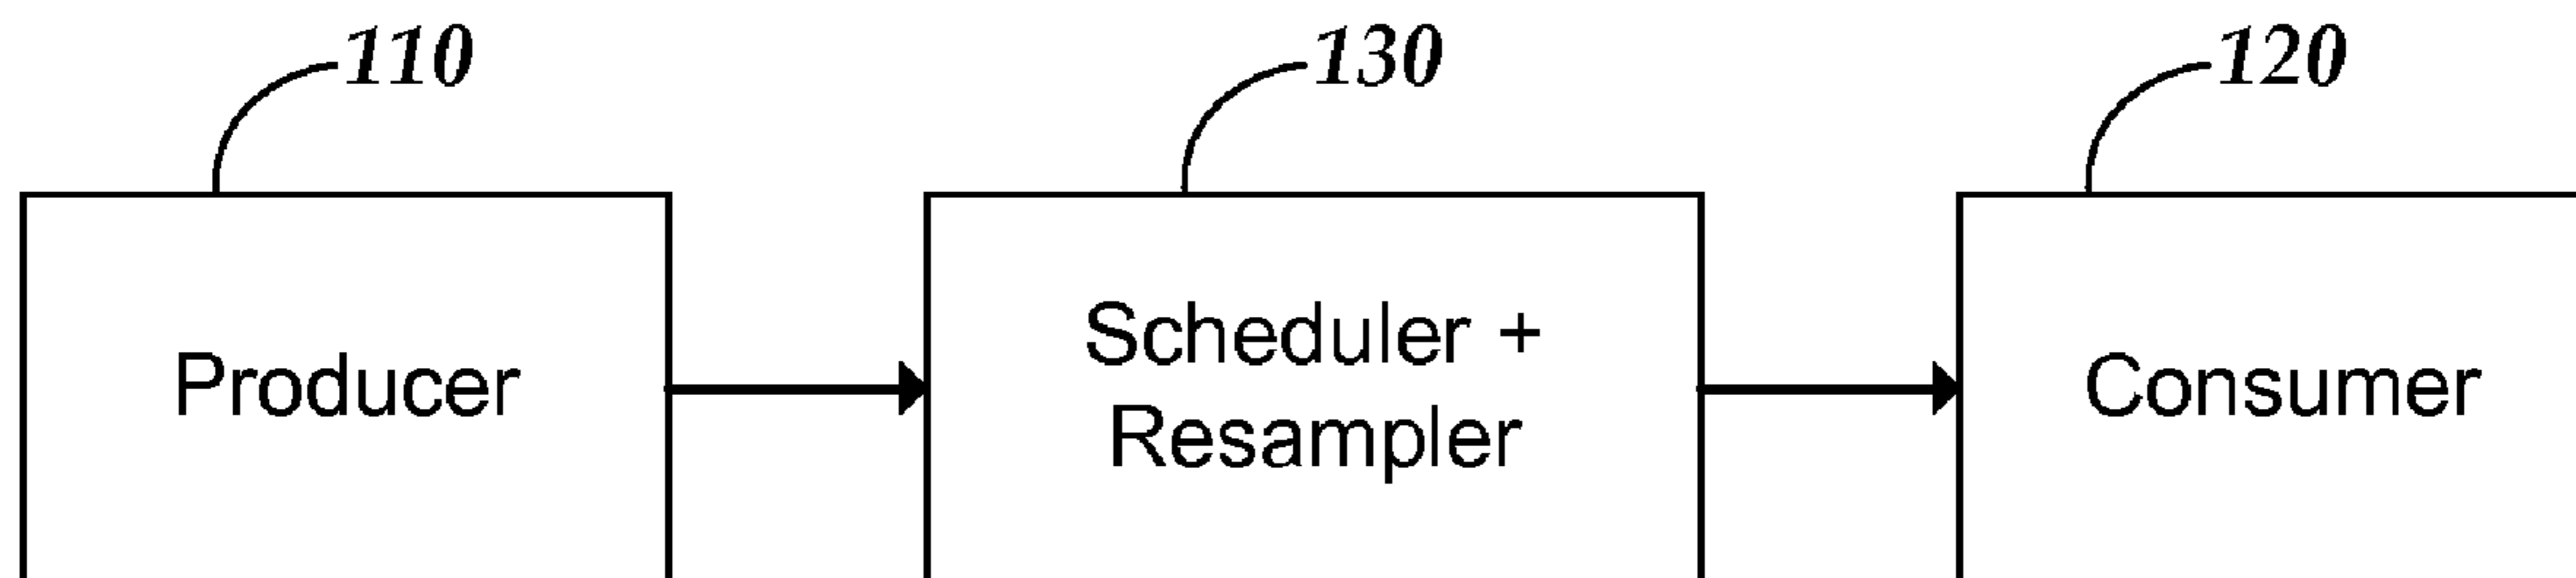 110
130
120
Producer
Scheduler +
Resampler
Consumer